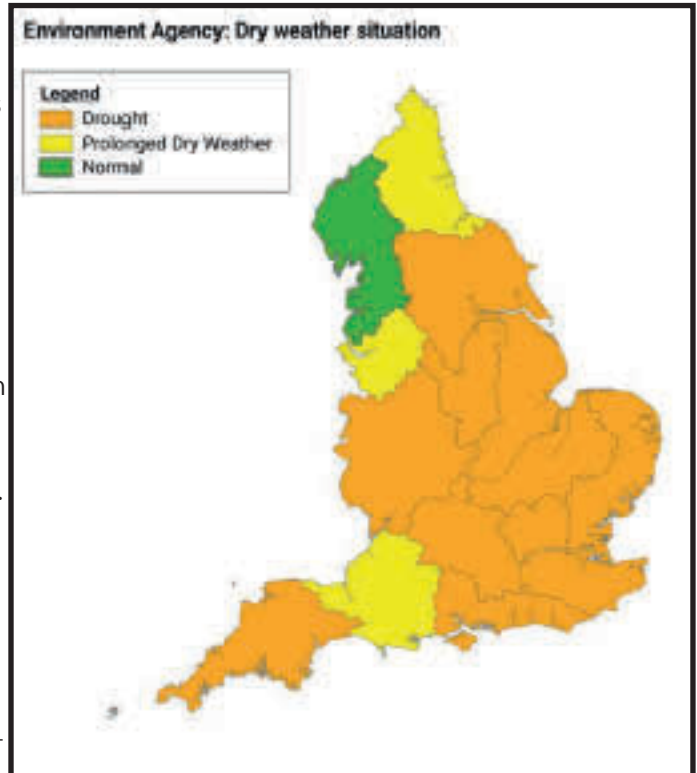 Environment Agency: Dry weather situation
Legend
Drought
Prolonged Dry Weather
Normal